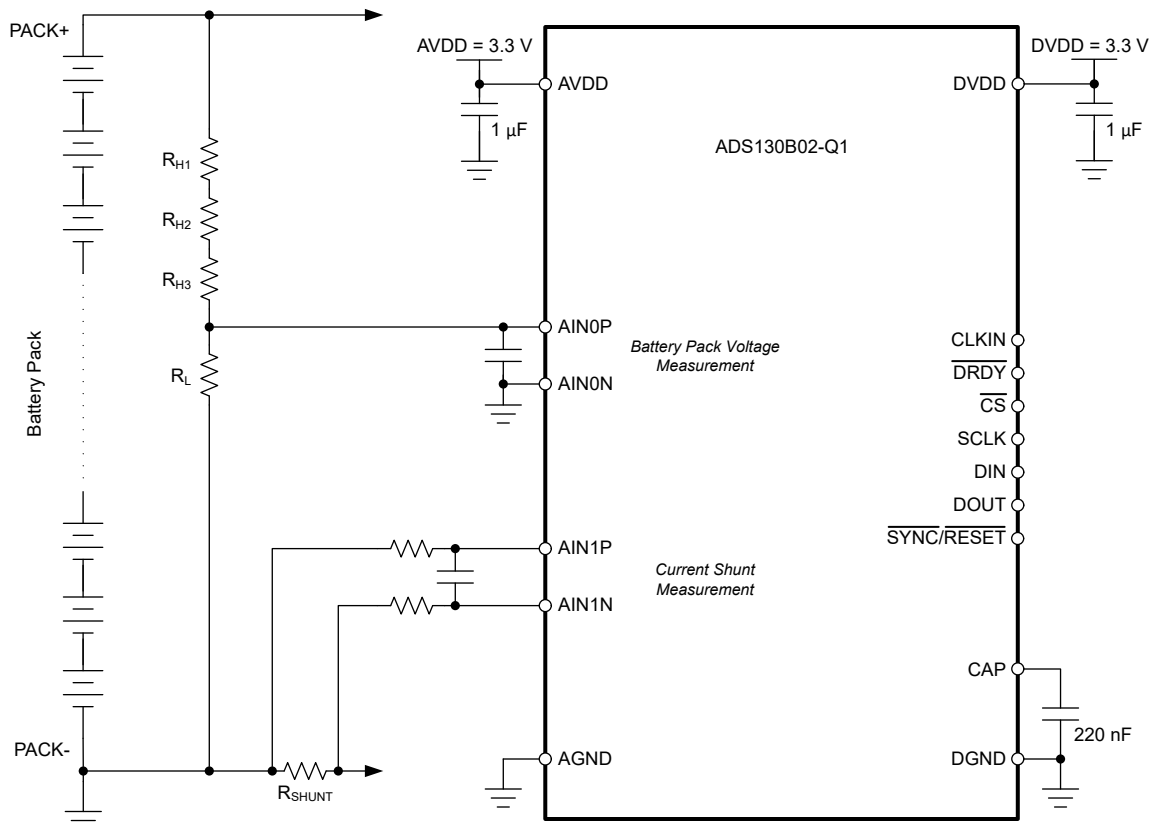 PACK+
AVDD = 3.3 V
DVDD = 3.3 V
AVDD
DVDD
1 µF
1 µF
ADS130B02-Q1
RH1
RH2
RH3
RL
Battery Pack
AIN0P
AIN0N
Battery Pack Voltage
Measurement
CLKIN
DRDY
CS
SCLK
DIN
DOUT
SYNC/RESET
AIN1P
AIN1N
Current Shunt
Measurement
CAP
220 nF
PACK-
RSHUNT
AGND
DGND